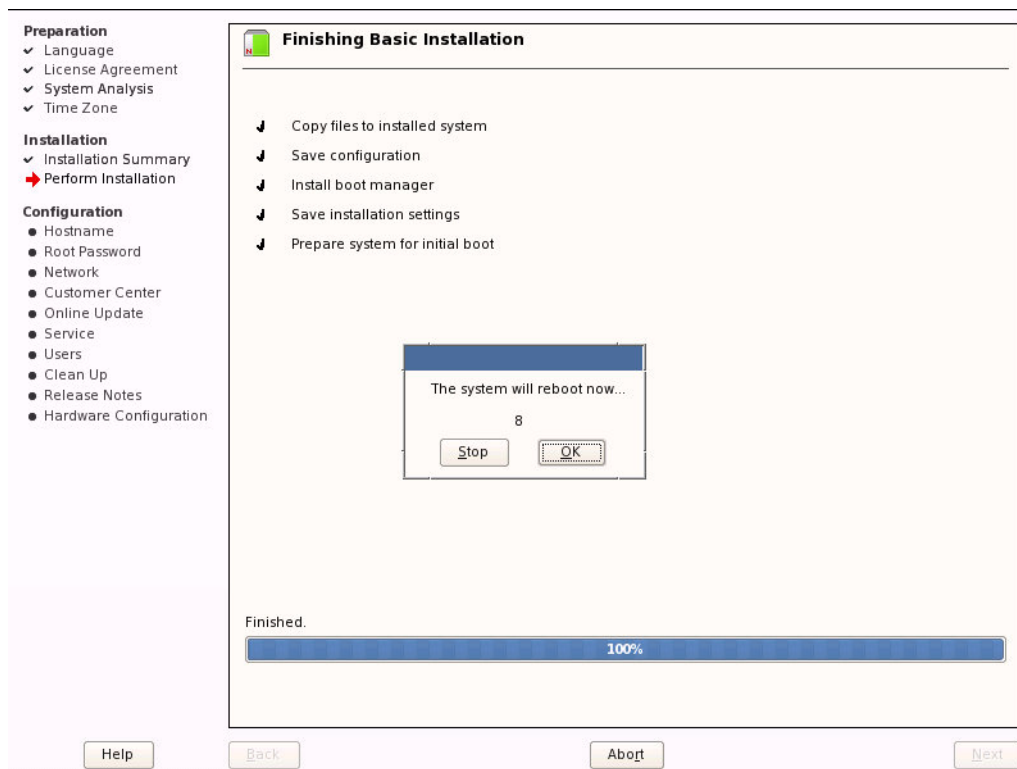 Preparation
Language
License Agreement
System Analysis
Time Zone
Installation
Installation Summary
Perform Installation
Configuration
Hostname
Root Password
Network
Customer Center
Online Update
Service
Users
Clean Up
Release Notes
Hardware Configuration
N
Finishing Basic Installation
Copy files to installed system
Save configuration
Install boot manager
Save installation settings
Prepare system for initial boot
The system will reboot now...
8
Stop
OK
Finished.
100%
Help
Back
Abort
Next